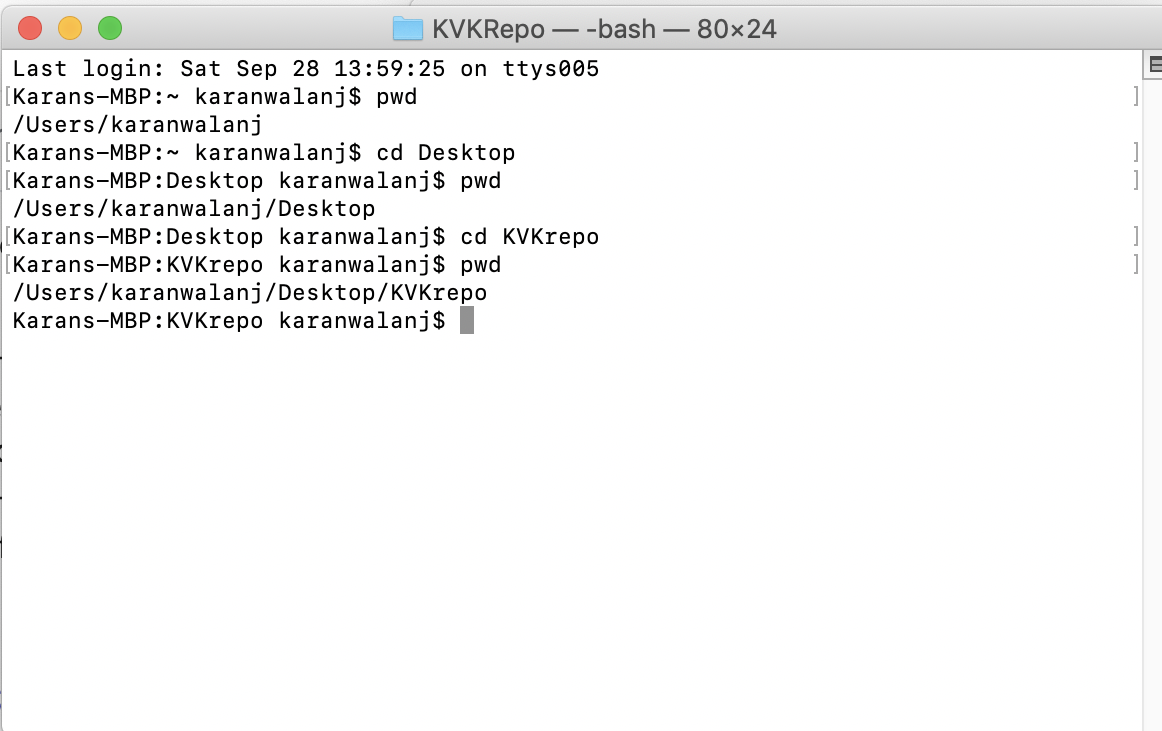 KVKRepo — -bash — 80×24
Last login: Sat Sep 28 13:59:25 on ttys005
[Karans-MBP:~ karanwalanj$ pwd ]
/Users/karanwalanj
[Karans-MBP:~ karanwalanj$ cd Desktop ]
[Karans-MBP:Desktop karanwalanj$ pwd ]
/Users/karanwalanj/Desktop
[Karans-MBP:Desktop karanwalanj$ cd KVKrepo ]
[Karans-MBP:KVKrepo karanwalanj$ pwd ]
/Users/karanwalanj/Desktop/KVKrepo
Karans-MBP:KVKrepo karanwalanj$